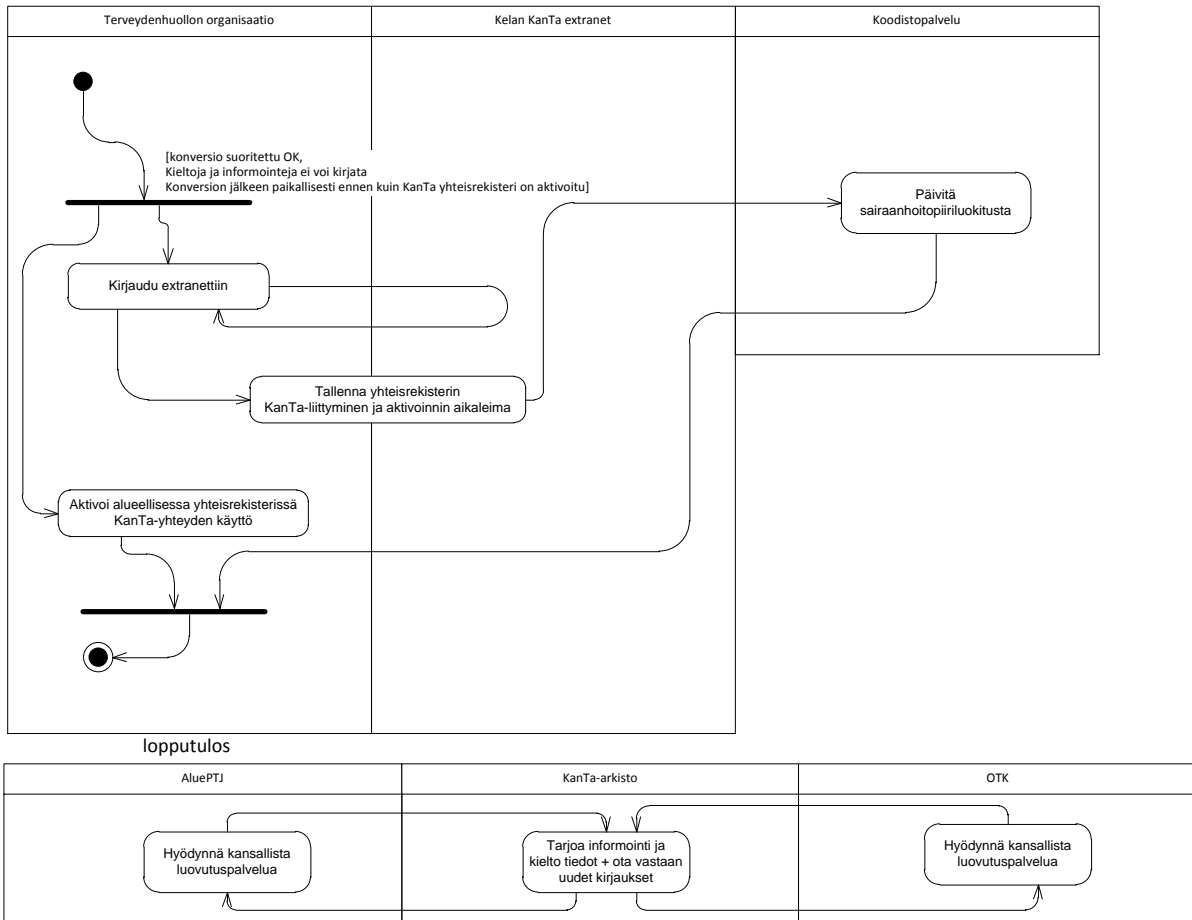 Terveydenhuollon organisaatio
Kelan KanTa extranet
Koodistopalvelu
[konversio suoritettu OK,
Kieltoja ja informointeja ei voi kirjata
Konversion jälkeen paikallisesti ennen kuin KanTa yhteisrekisteri on aktivoitu]
Päivitä
sairaanhoitopiiriluokitusta
Kirjaudu extranettiin
Tallenna yhteisrekisterin
KanTa-liittyminen ja aktivoinnin aikaleima
Aktivoi alueellisessa yhteisrekisterissä
KanTa-yhteyden käyttö
lopputulos
AluePTJ
KanTa-arkisto
OTK
Hyödynnä kansallista
luovutuspalvelua
Tarjoa informointi ja
kielto tiedot + ota vastaan
uudet kirjaukset
Hyödynnä kansallista
luovutuspalvelua